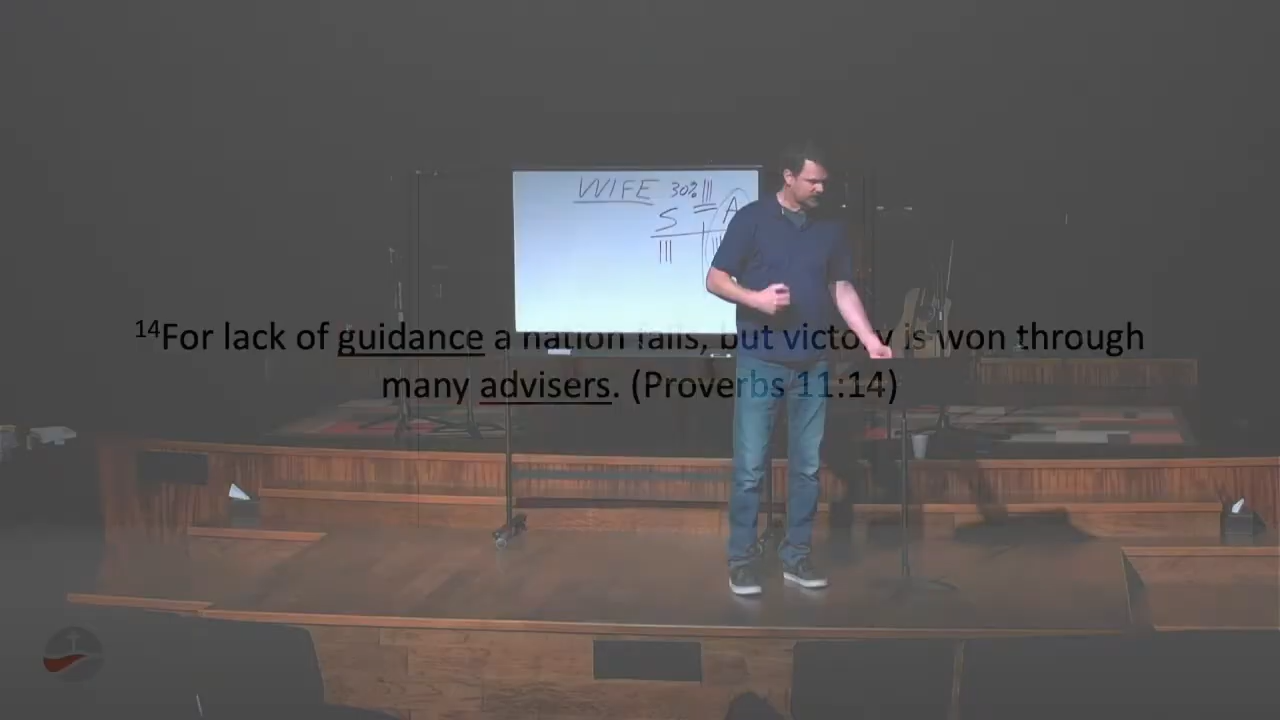 WIFE 30% |||
S A
||| ||
14For lack of guidance a nation falls, but victory is won through
many advisers. (Proverbs 11:14)